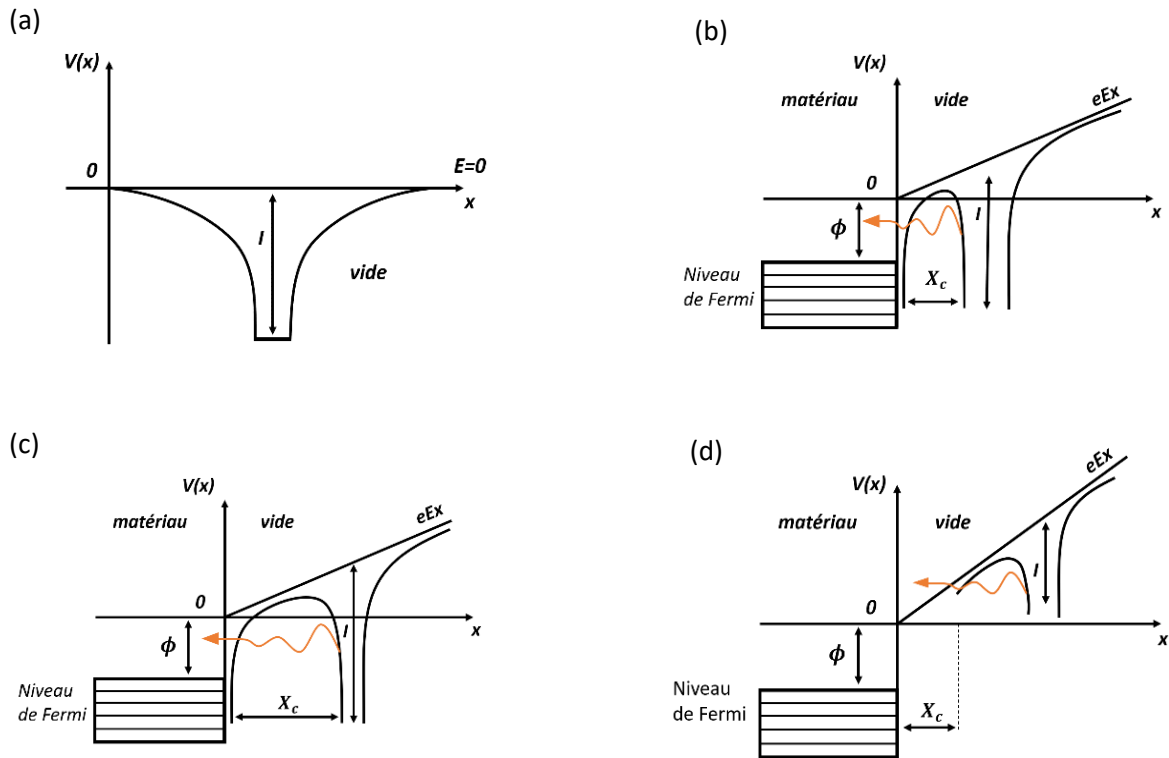 (a)
V(x)
0
E=0
x
I
vide
(b)
V(x)
matériau
vide
eEx
0
x
ϕ
I
Niveau
de Fermi
X_c
(c)
V(x)
matériau
vide
eEx
0
x
ϕ
I
Niveau
de Fermi
X_c
(d)
V(x)
matériau
vide
eEx
0
x
ϕ
I
Niveau
de Fermi
X_c